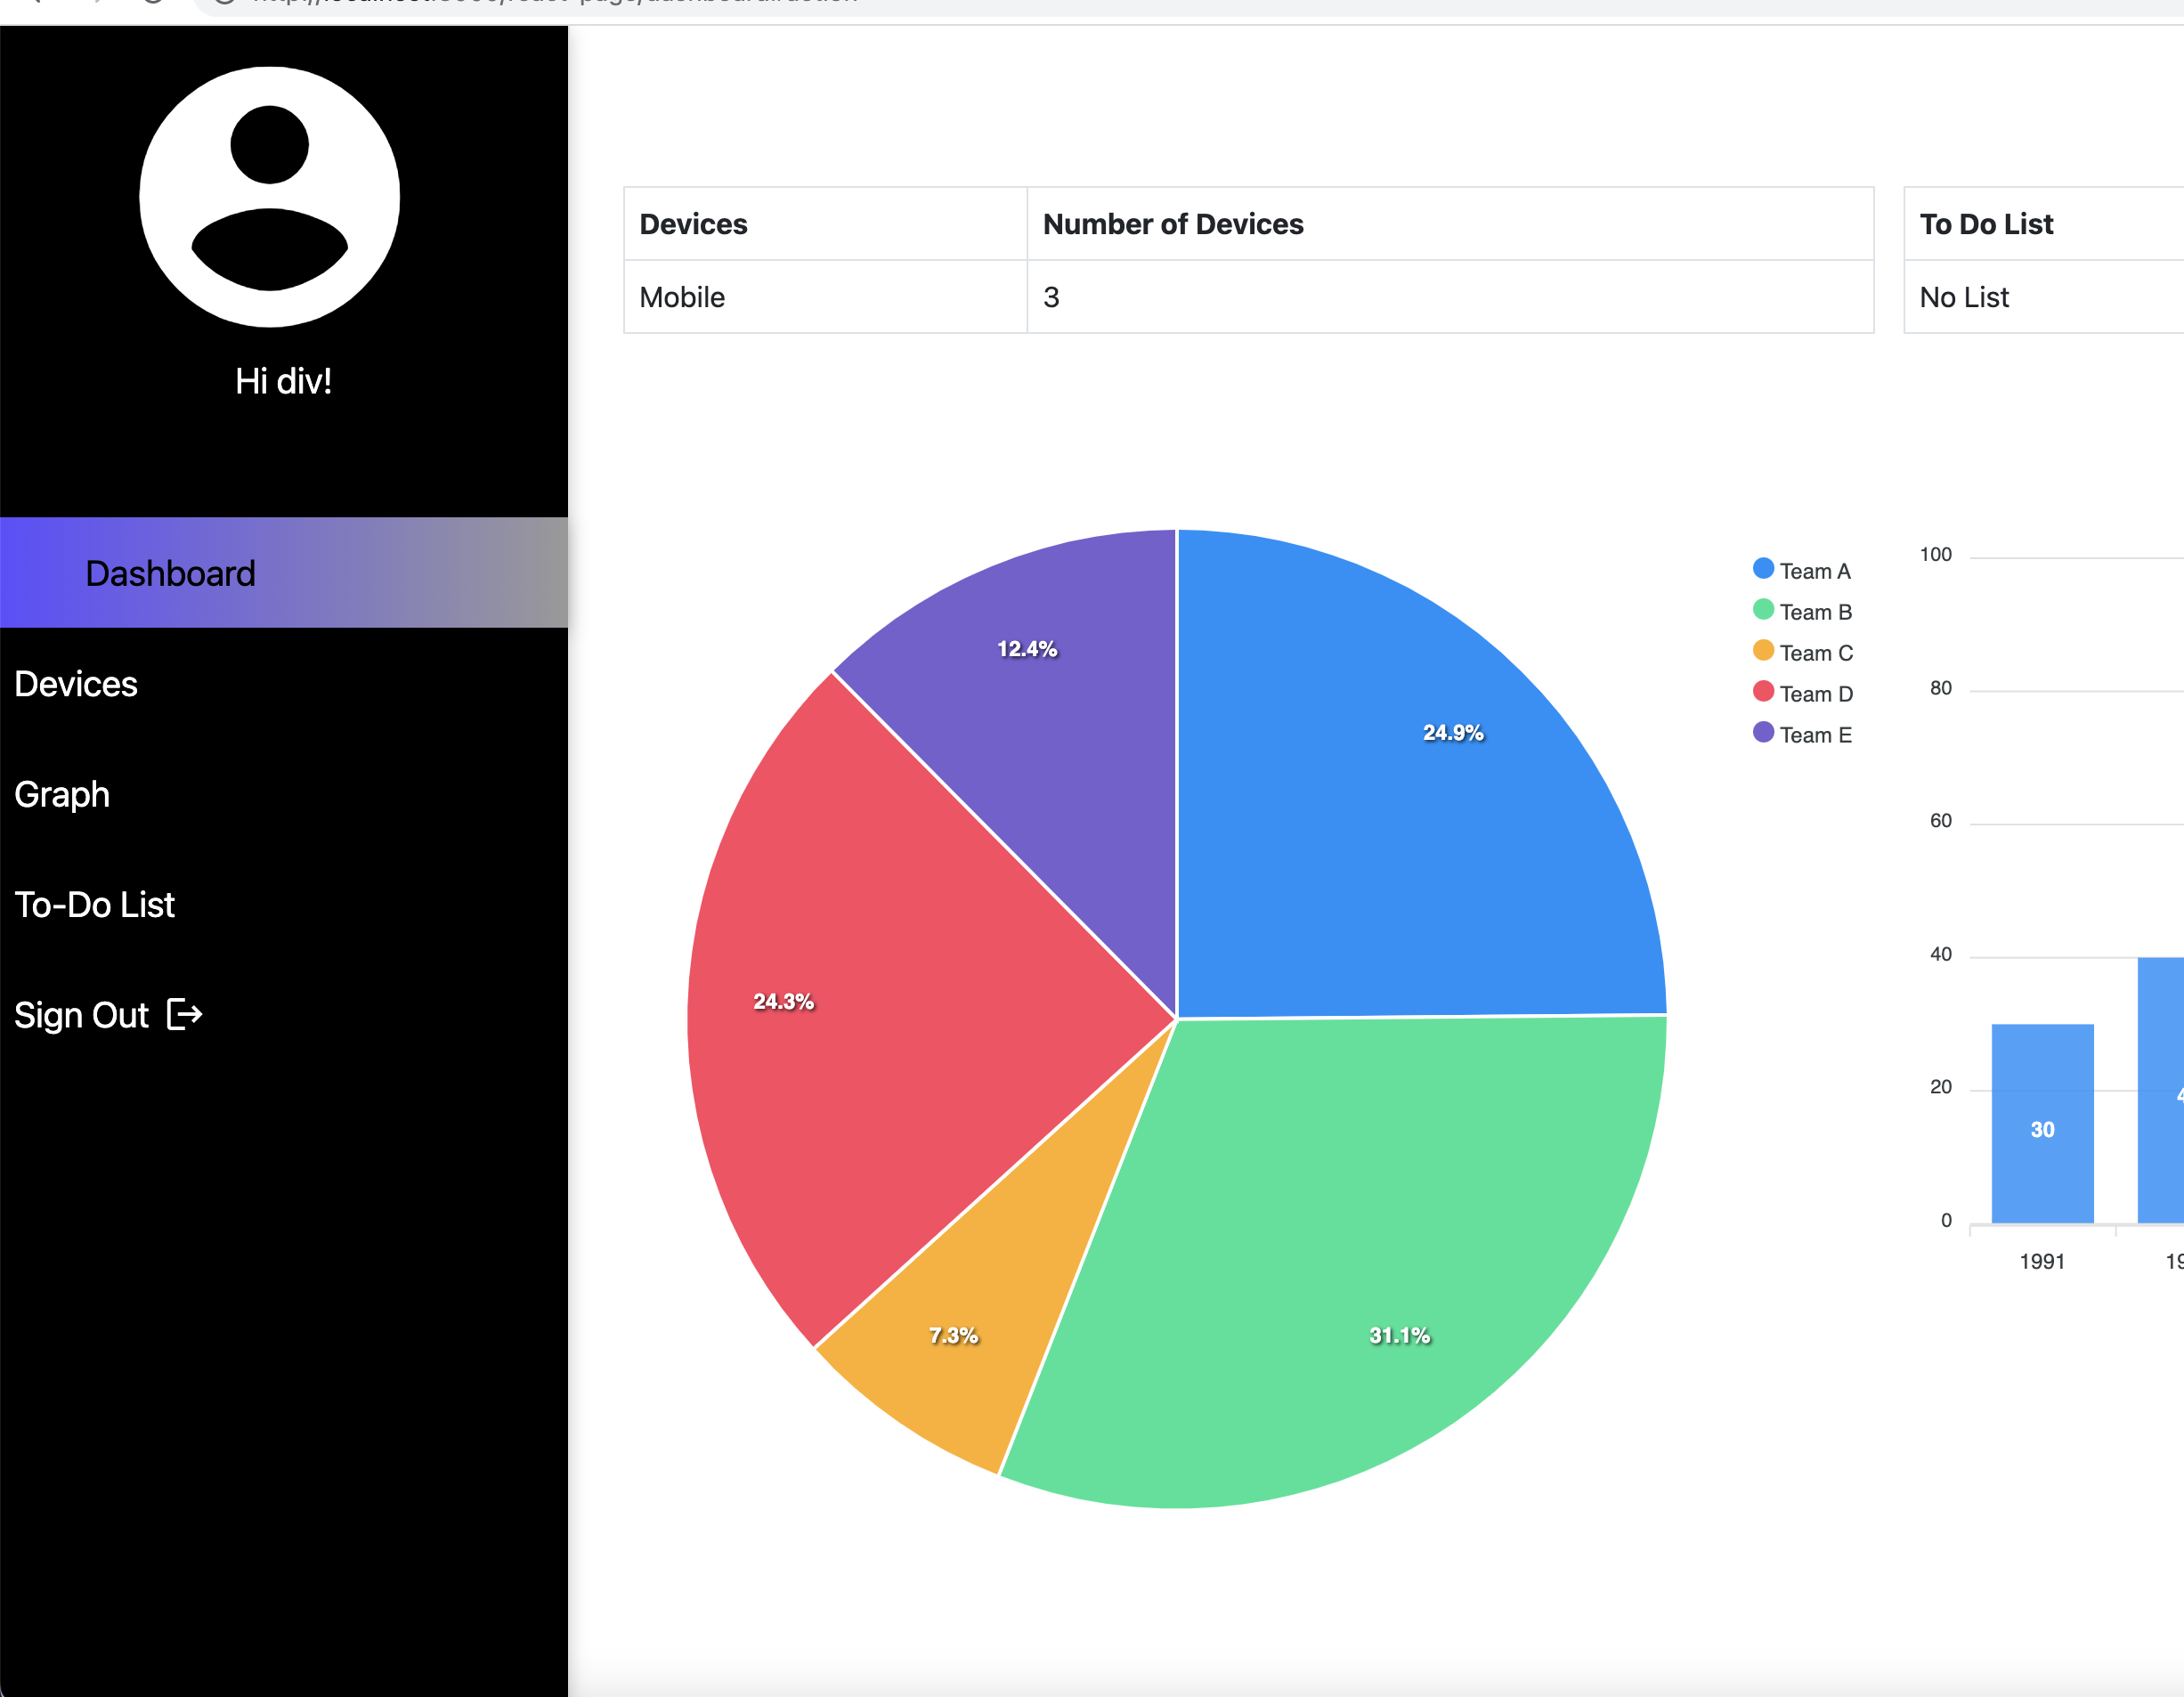 Hi div!
Dashboard
Devices
Graph
To-Do List
Sign Out
Devices Number of Devices
Mobile 3
To Do List
No List
12.4%
24.9%
24.3%
7.3%
31.1%
Team A
Team B
Team C
Team D
Team E
100
80
60
40
20
0
30
1991